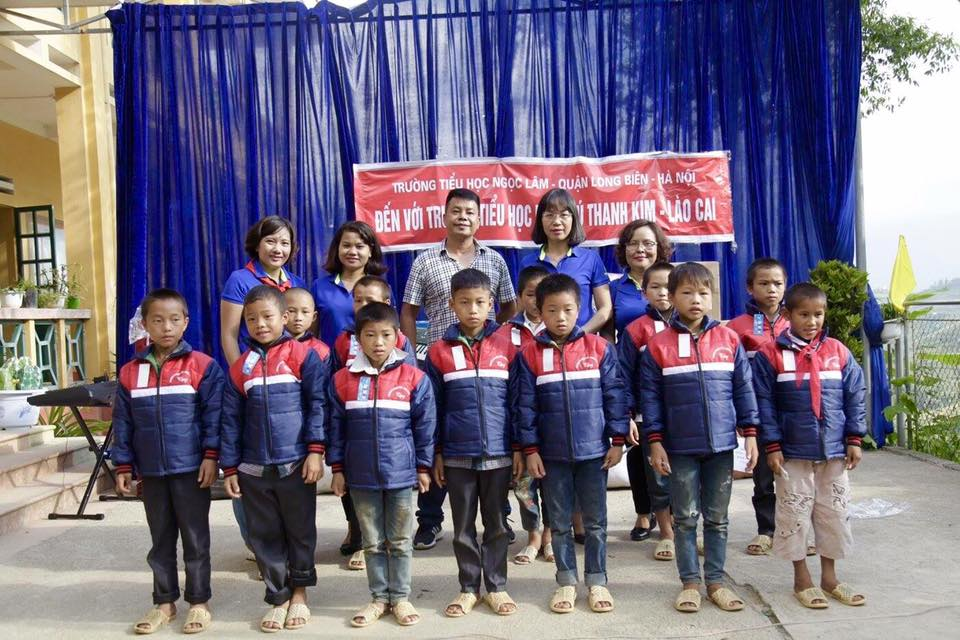 TRƯỜNG TIỂU HỌC NGỌC LÂM - QUẬN LONG BIÊN - HÀ NỘI
ĐẾN VỚI TIỂU HỌC THANH KIM - LÀO CAI